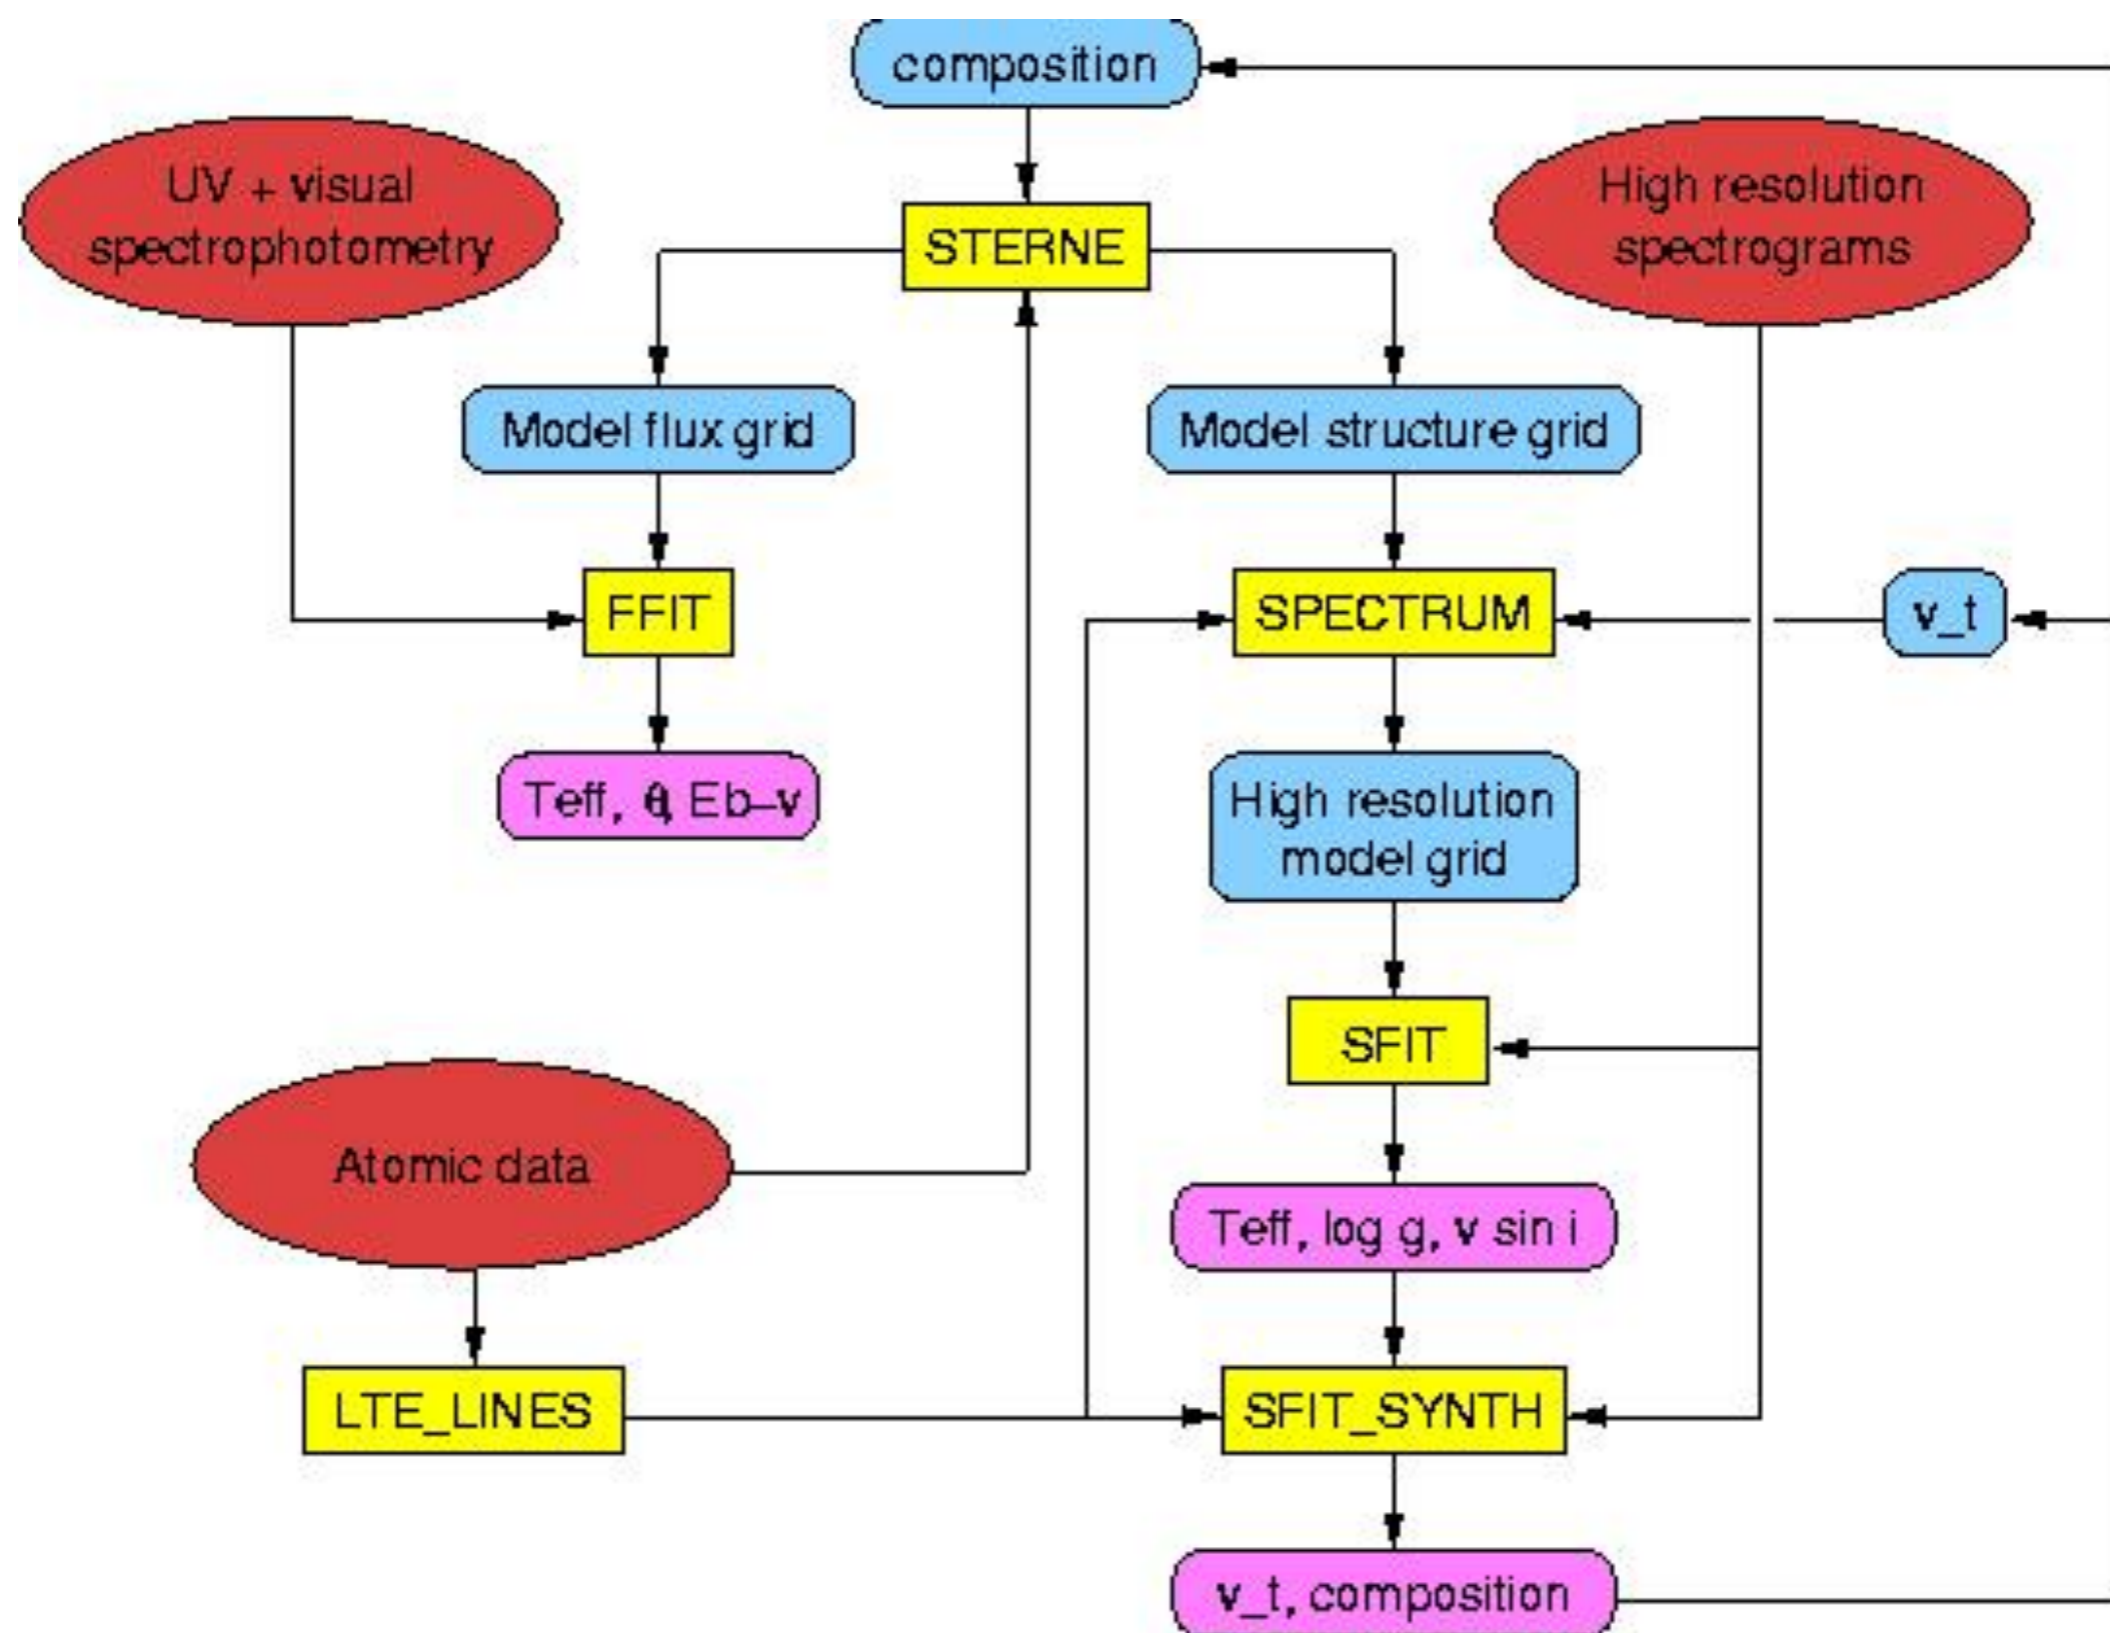 composition
UV + visual
spectrophotometry
High resolution
spectrograms
STERNE
Model flux grid
Model structure grid
FFIT
SPECTRUM
v_t
Teff, θ, Eb–v
High resolution
model grid
SFIT
Atomic data
Teff, log g, v sin i
LTE_LINES
SFIT_SYNTH
v_t, composition